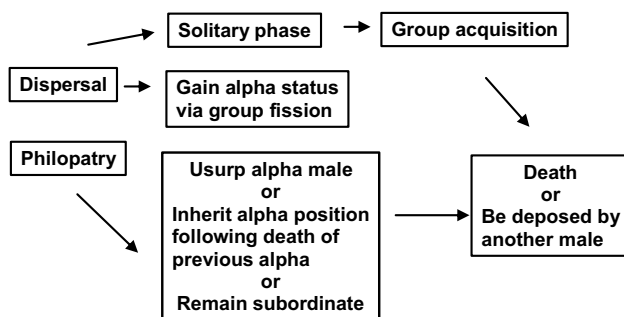 Solitary phase
Group acquisition
Dispersal
Gain alpha status
via group fission
Philopatry
Usurp alpha male
or
Inherit alpha position
following death of
previous alpha
or
Remain subordinate
Death
or
Be deposed by
another male